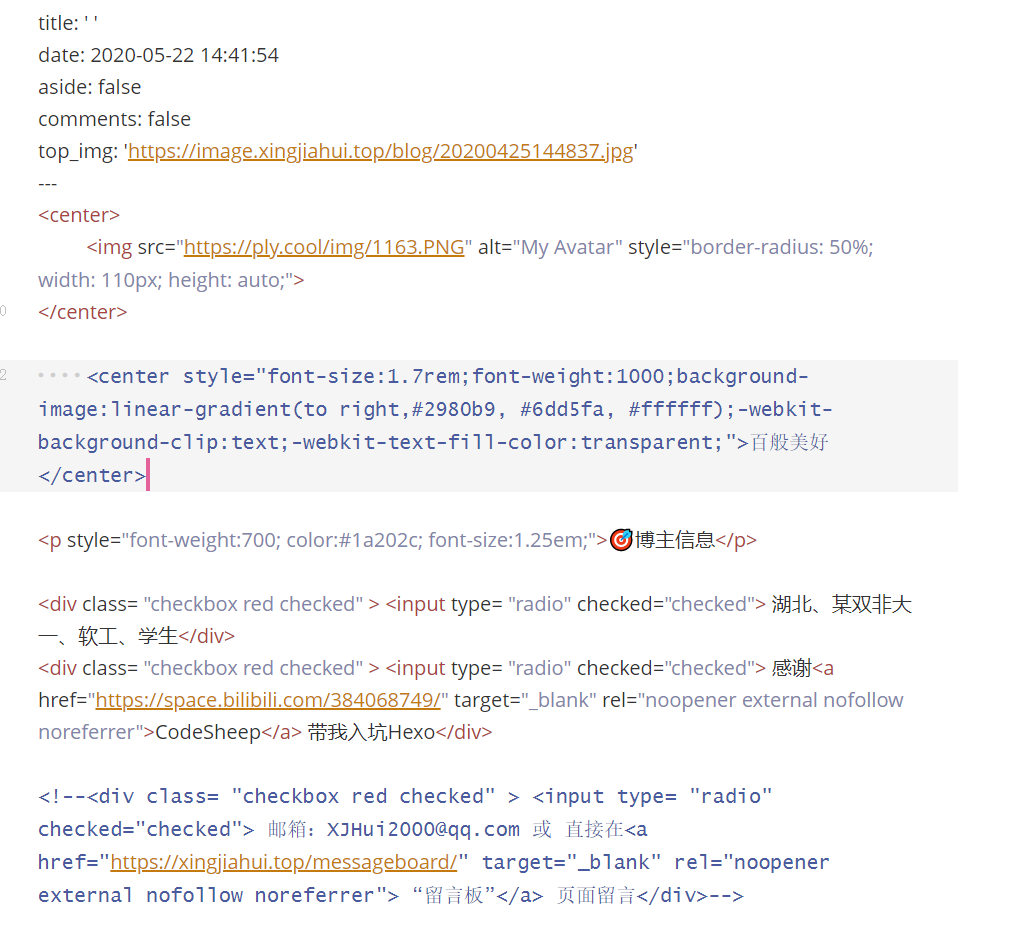 title: ' '
date: 2020-05-22 14:41:54
aside: false
comments: false
top_img: 'https://image.xingjiahui.top/blog/20200425144837.jpg'
---
<center>
<img src="https://ply.cool/img/1163.PNG" alt="My Avatar" style="border-radius: 50%;
width: 110px; height: auto;">
0 </center>
2 ····<center style="font-size:1.7rem;font-weight:1000;background-
image:linear-gradient(to right,#2980b9, #6dd5fa, #ffffff);-webkit-
background-clip:text;-webkit-text-fill-color:transparent;">百般美好
</center>
<p style="font-weight:700; color:#1a202c; font-size:1.25em;">🎯博主信息</p>
<div class= "checkbox red checked" > <input type= "radio" checked="checked"> 湖北、某双非大
一、软工、学生</div>
<div class= "checkbox red checked" > <input type= "radio" checked="checked"> 感谢<a
href="https://space.bilibili.com/384068749/" target="_blank" rel="noopener external nofollow
noreferrer">CodeSheep</a> 带我入坑Hexo</div>
<!--<div class= "checkbox red checked" > <input type= "radio"
checked="checked"> 邮箱：XJHui2000@qq.com 或 直接在<a
href="https://xingjiahui.top/messageboard/" target="_blank" rel="noopener
external nofollow noreferrer"> “留言板”</a> 页面留言</div>-->